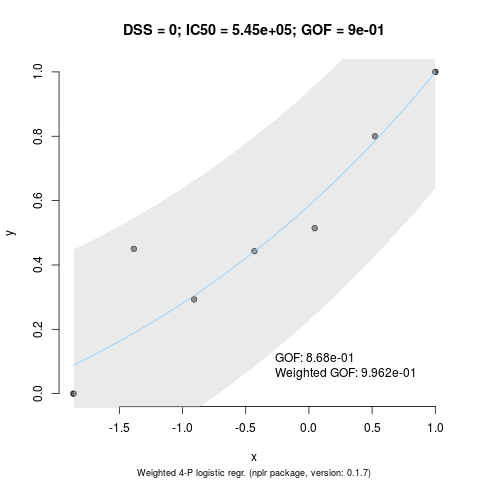 DSS = 0; IC50 = 5.45e+05; GOF = 9e-01
1.0
0.8
0.6
0.4
0.2
0.0
y
GOF: 8.68e-01
Weighted GOF: 9.962e-01
-1.5 -1.0 -0.5 0.0 0.5 1.0
x
Weighted 4-P logistic regr. (nplr package, version: 0.1.7)